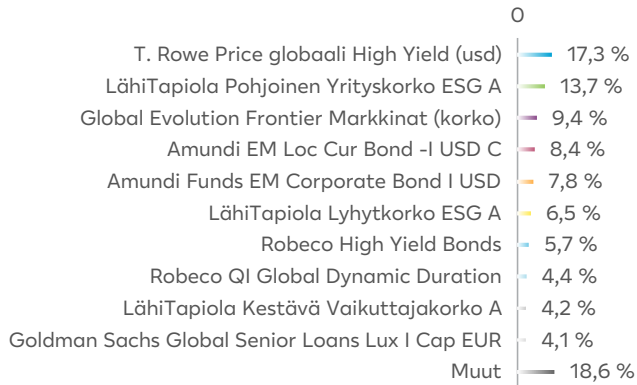 0
T. Rowe Price globaali High Yield (usd) 17,3 %
LähiTapiola Pohjoinen Yrityskorko ESG A 13,7 %
Global Evolution Frontier Markkinat (korko) 9,4 %
Amundi EM Loc Cur Bond -I USD C 8,4 %
Amundi Funds EM Corporate Bond I USD 7,8 %
LähiTapiola Lyhytkorko ESG A 6,5 %
Robeco High Yield Bonds 5,7 %
Robeco QI Global Dynamic Duration 4,4 %
LähiTapiola Kestävä Vaikuttajakorko A 4,2 %
Goldman Sachs Global Senior Loans Lux I Cap EUR 4,1 %
Muut 18,6 %